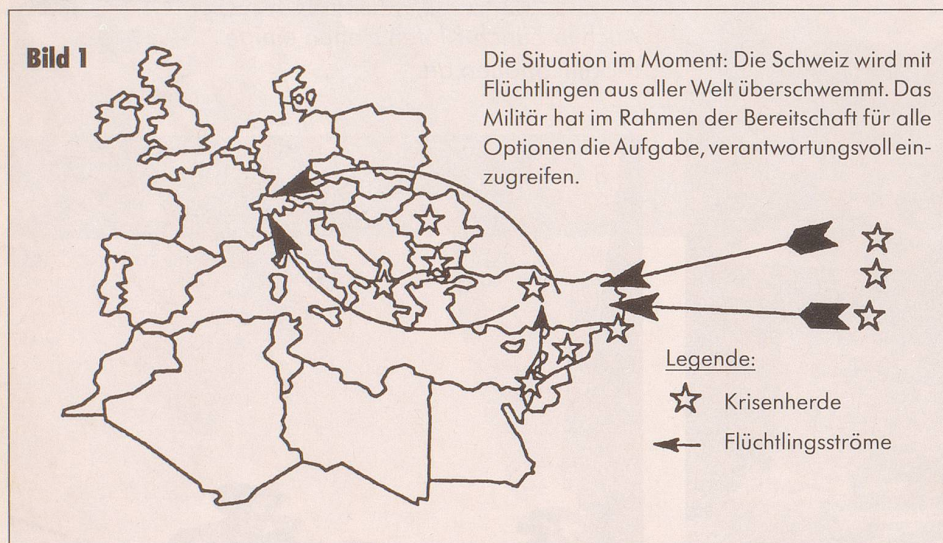 Bild 1
Die Situation im Moment: Die Schweiz wird mit
Flüchtlingen aus aller Welt überschwemmt. Das
Militär hat im Rahmen der Bereitschaft für alle
Optionen die Aufgabe, verantwortungsvoll ein-
zugreifen.
Legende:
Krisenherde
Flüchtlingsströme